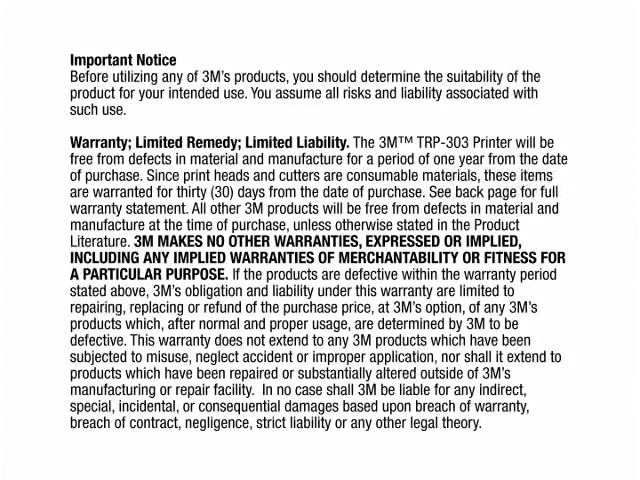 Important Notice
Before utilizing any of 3M's products, you should determine the suitability of the
product for your intended use. You assume all risks and liability associated with
such use.
Warranty; Limited Remedy; Limited Liability. The 3M™ TRP-303 Printer will be
free from defects in material and manufacture for a period of one year from the date
of purchase. Since print heads and cutters are consumable materials, these items
are warranted for thirty (30) days from the date of purchase. See back page for full
warranty statement. All other 3M products will be free from defects in material and
manufacture at the time of purchase, unless otherwise stated in the Product
Literature. 3M MAKES NO OTHER WARRANTIES, EXPRESSED OR IMPLIED,
INCLUDING ANY IMPLIED WARRANTIES OF MERCHANTABILITY OR FITNESS FOR
A PARTICULAR PURPOSE. If the products are defective within the warranty period
stated above, 3M's obligation and liability under this warranty are limited to
repairing, replacing or refund of the purchase price, at 3M's option, of any 3M's
products which, after normal and proper usage, are determined by 3M to be
defective. This warranty does not extend to any 3M products which have been
subjected to misuse, neglect accident or improper application, nor shall it extend to
products which have been repaired or substantially altered outside of 3M's
manufacturing or repair facility. In no case shall 3M be liable for any indirect,
special, incidental, or consequential damages based upon breach of warranty,
breach of contract, negligence, strict liability or any other legal theory.